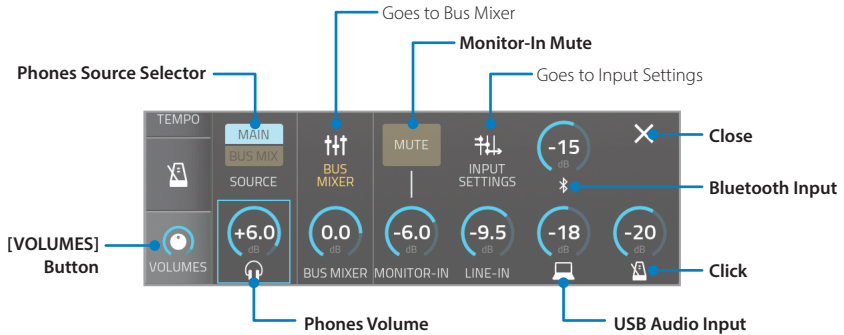 Goes to Bus Mixer
Monitor-In Mute
Phones Source Selector
Goes to Input Settings
TEMPO
MAIN
BUS MIX
SOURCE
BUS
MIXER
MUTE
INPUT
SETTINGS
-15
dB
Close
Bluetooth Input
[VOLUMES]
Button
VOLUMES
+6.0
dB
0.0
dB
BUS MIXER
-6.0
dB
MONITOR-IN
-9.5
dB
LINE-IN
-18
dB
-20
dB
Click
Phones Volume
USB Audio Input